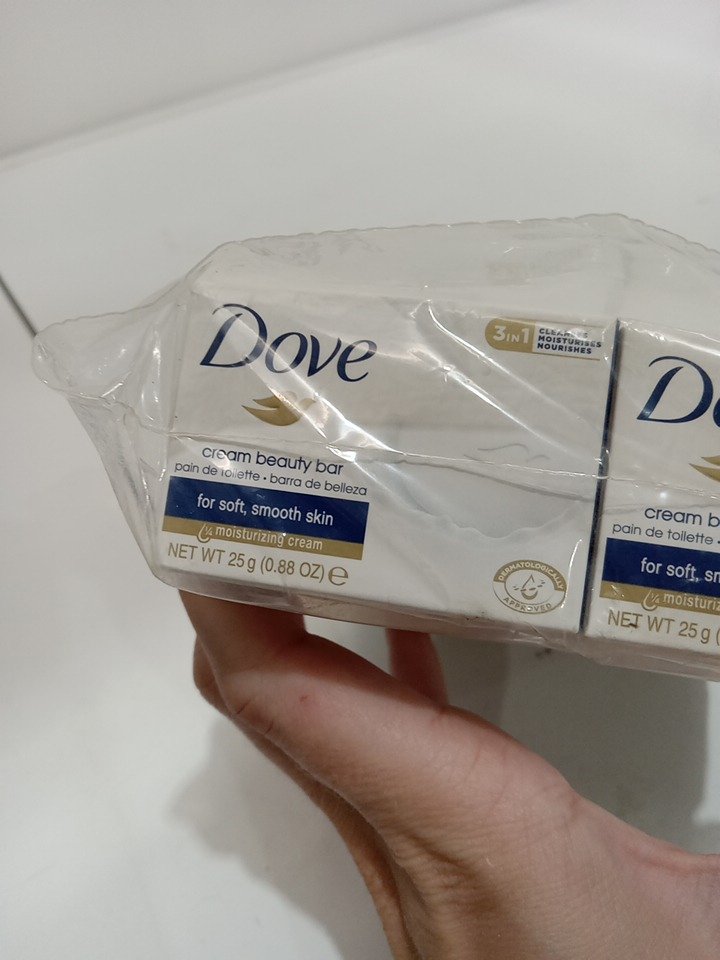 Dove
3 IN 1
CLEANSES
MOISTURISES
NOURISHES
cream beauty bar
pain de toilette • barra de belleza
for soft, smooth skin
¼ moisturizing cream
NET WT 25 g (0.88 OZ) e
DERMATOLOGICALLY
APPROVED
Do
cream b
pain de toilette •
for soft, sm
¼ moisturiz
NET WT 25 g (